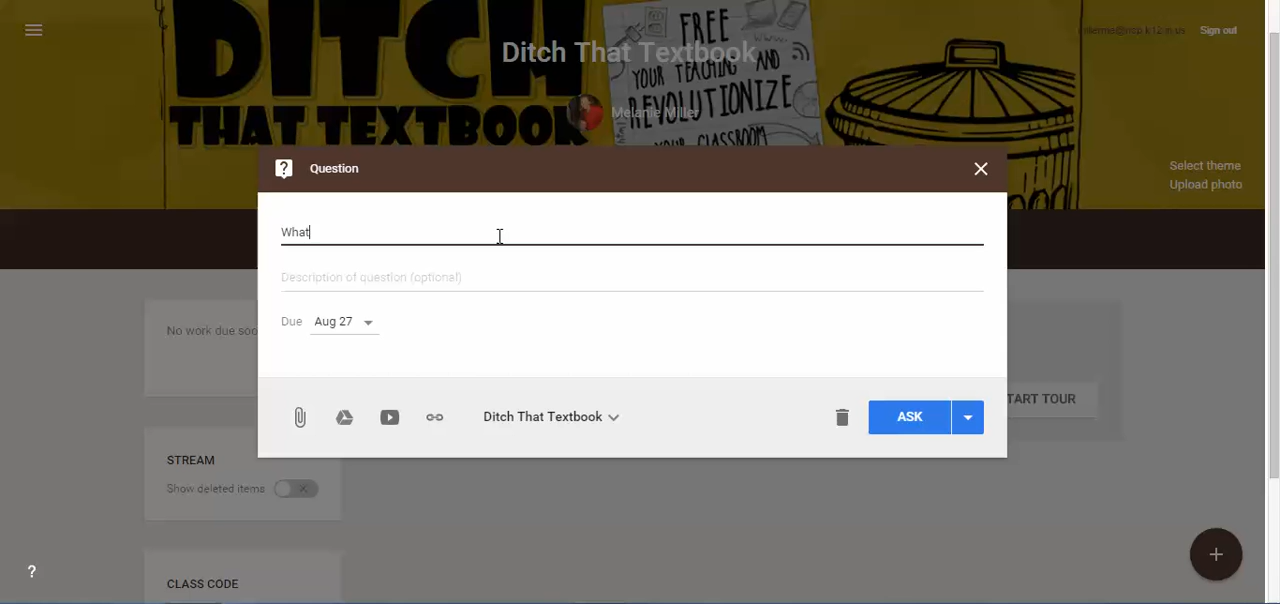 DITCH
THAT TEXTBOOK
FREE
YOUR TEACHING AND
REVOLUTIONIZE
YOUR CLASSROOM
Ditch That Textbook
Melanie Miller
Sign out
Select theme
Upload photo
Question
What
Description of question (optional)
Due Aug 27
Ditch That Textbook
ASK
No work due soo
TART TOUR
STREAM
Show deleted items
CLASS CODE
?